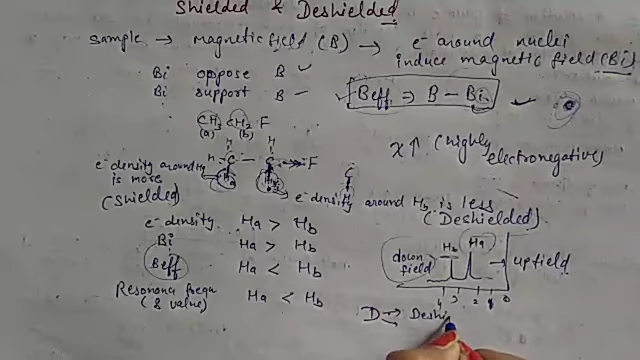 Shielded & Deshielded
Sample → magnetic field (B) → e⁻ around nuclei
induce magnetic field (Bi)
Bi oppose B ✓
Bi support B –
Beff ⇒ B – Bi
CH3 CH2 F
(a) (b)
x↑ (highly electronegative)
H H
H – C – C → F
e⁻ density around Ha is more
(Shielded)
C
H
e⁻ density around Hb is less
(Deshielded)
e⁻ density Ha > Hb
Bi Ha > Hb
Beff Ha < Hb
Resonance frequ Ha < Hb
(& value)
down field
Hb Ha
→ upfield
4 3 2 1 0
D → Deshi